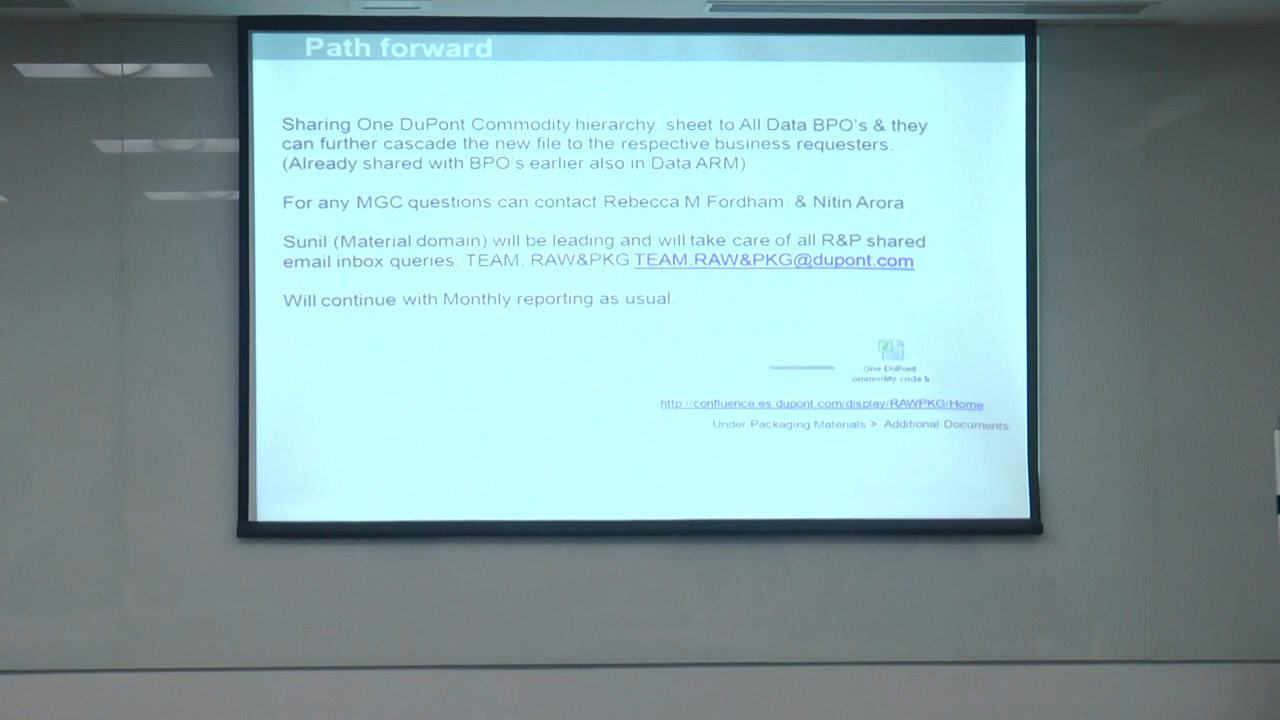 Path forward
Sharing One DuPont Commodity hierarchy sheet to All Data BPO's & they
can further cascade the new file to the respective business requesters.
(Already shared with BPO's earlier also in Data ARM)
For any MGC questions can contact Rebecca M Fordham & Nitin Arora
Sunil (Material domain) will be leading and will take care of all R&P shared
email inbox queries. TEAM, RAW&PKG TEAM.RAW&PKG@dupont.com
Will continue with Monthly reporting as usual.
One DuPont
ommodity code li
http://confluence.es.dupont.com/display/RAWPKG/Home
Under Packaging Materials > Additional Documents